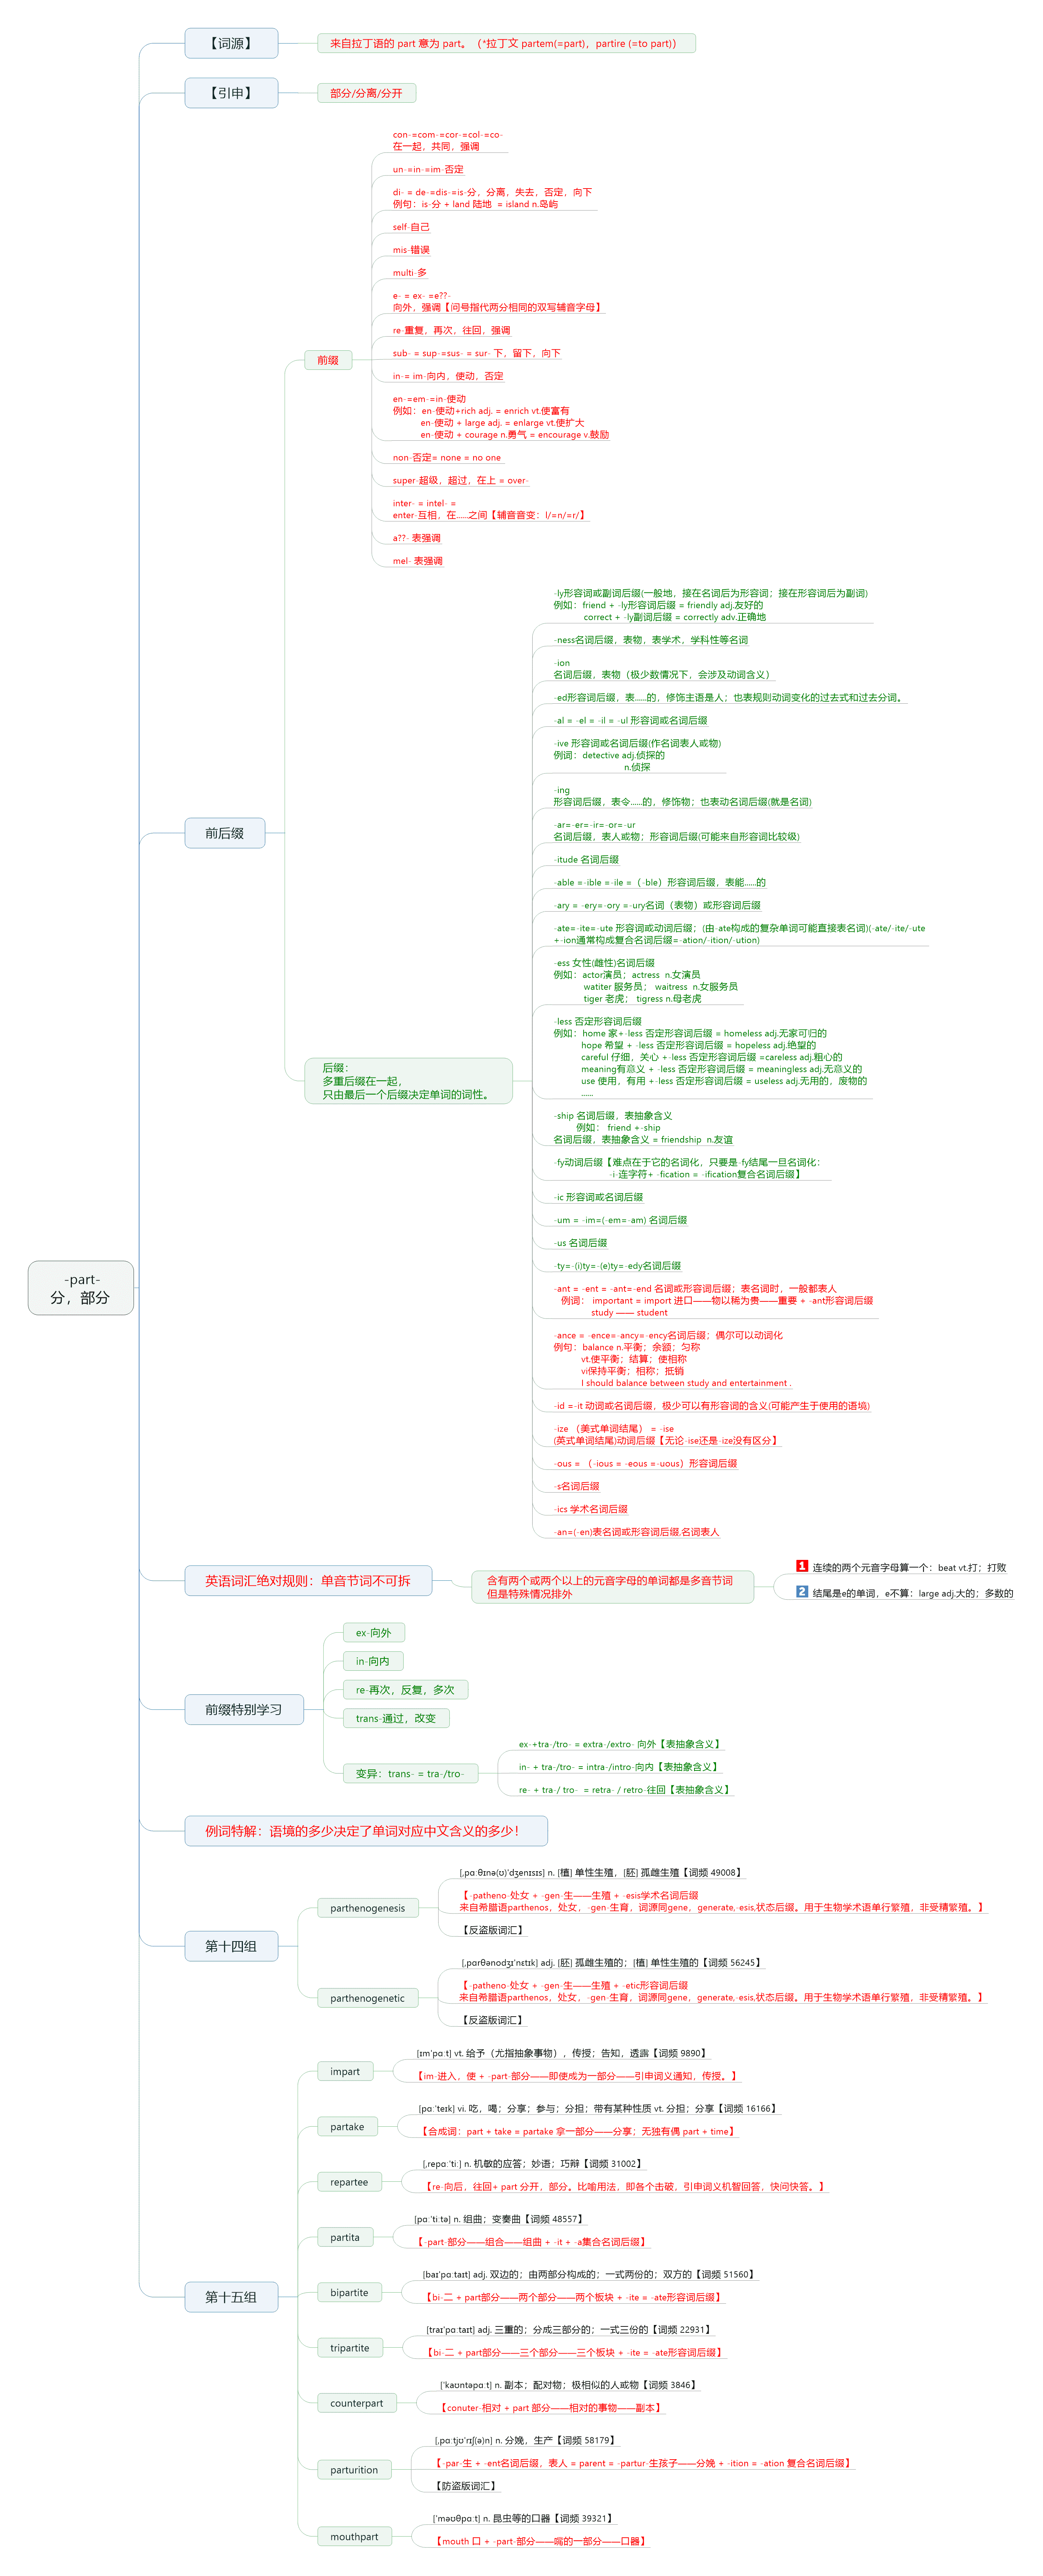 -part-
分，部分
【词源】
来自拉丁语的 part 意为 part。（*拉丁文 partem(=part)，partire (=to part)）
【引申】
部分/分离/分开
前后缀
前缀
con-=com-=cor-=col-=co-
在一起，共同，强调
un-=in-=im-否定
di- = de-=dis-=is-分，分离，失去，否定，向下
例句：is-分 + land 陆地 = island n.岛屿
self-自己
mis-错误
multi-多
e- = ex- =e??-
向外，强调【问号指代两分相同的双写辅音字母】
re-重复，再次，往回，强调
sub- = sup-=sus- = sur- 下，留下，向下
in-= im-向内，使动，否定
en-=em-=in-使动
例如：en-使动+rich adj. = enrich vt.使富有
en-使动 + large adj. = enlarge vt.使扩大
en-使动 + courage n.勇气 = encourage v.鼓励
non-否定= none = no one
super-超级，超过，在上 = over-
inter- = intel- =
enter-互相，在……之间【辅音音变：l/=n/=r/】
a??- 表强调
mel- 表强调
后缀：
多重后缀在一起，
只由最后一个后缀决定单词的词性。
-ly形容词或副词后缀(一般地，接在名词后为形容词；接在形容词后为副词)
例如：friend + -ly形容词后缀 = friendly adj.友好的
correct + -ly副词后缀 = correctly adv.正确地
-ness名词后缀，表物，表学术，学科性等名词
-ion
名词后缀，表物（极少数情况下，会涉及动词含义）
-ed形容词后缀，表……的，修饰主语是人；也表规则动词变化的过去式和过去分词。
-al = -el = -il = -ul 形容词或名词后缀
-ive 形容词或名词后缀(作名词表人或物)
例词：detective adj.侦探的
n.侦探
-ing
形容词后缀，表令……的，修饰物；也表动名词后缀(就是名词)
-ar=-er=-ir=-or=-ur
名词后缀，表人或物；形容词后缀(可能来自形容词比较级)
-itude 名词后缀
-able =-ible =-ile =（-ble）形容词后缀，表能……的
-ary = -ery=-ory =-ury名词（表物）或形容词后缀
-ate=-ite=-ute 形容词或动词后缀；(由-ate构成的复杂单词可能直接表名词)(-ate/-ite/-ute
+-ion通常构成复合名词后缀=-ation/-ition/-ution)
-ess 女性(雌性)名词后缀
例如：actor演员；actress n.女演员
watiter 服务员； waitress n.女服务员
tiger 老虎； tigress n.母老虎
-less 否定形容词后缀
例如：home 家+-less 否定形容词后缀 = homeless adj.无家可归的
hope 希望 + -less 否定形容词后缀 = hopeless adj.绝望的
careful 仔细，关心 +-less 否定形容词后缀 =careless adj.粗心的
meaning有意义 + -less 否定形容词后缀 = meaningless adj.无意义的
use 使用，有用 +-less 否定形容词后缀 = useless adj.无用的，废物的
……
-ship 名词后缀，表抽象含义
例如： friend +-ship
名词后缀，表抽象含义 = friendship n.友谊
-fy动词后缀【难点在于它的名词化，只要是-fy结尾一旦名词化：
-i-连字符+ -fication = -ification复合名词后缀】
-ic 形容词或名词后缀
-um = -im=(-em=-am) 名词后缀
-us 名词后缀
-ty=-(i)ty=-(e)ty=-edy名词后缀
-ant = -ent = -ant=-end 名词或形容词后缀；表名词时，一般都表人
例词： important = import 进口——物以稀为贵——重要 + -ant形容词后缀
study —— student
-ance = -ence=-ancy=-ency名词后缀；偶尔可以动词化
例句：balance n.平衡；余额；匀称
vt.使平衡；结算；使相称
vi保持平衡；相称；抵销
I should balance between study and entertainment .
-id =-it 动词或名词后缀，极少可以有形容词的含义(可能产生于使用的语境)
-ize （美式单词结尾） = -ise
(英式单词结尾)动词后缀【无论-ise还是-ize没有区分】
-ous = （-ious = -eous =-uous）形容词后缀
-s名词后缀
-ics 学术名词后缀
-an=(-en)表名词或形容词后缀,名词表人
英语词汇绝对规则：单音节词不可拆
含有两个或两个以上的元音字母的单词都是多音节词
但是特殊情况排外
1 连续的两个元音字母算一个：beat vt.打；打败
2 结尾是e的单词，e不算：large adj.大的；多数的
前缀特别学习
ex-向外
in-向内
re-再次，反复，多次
trans-通过，改变
变异：trans- = tra-/tro-
ex-+tra-/tro- = extra-/extro- 向外【表抽象含义】
in- + tra-/tro- = intra-/intro-向内【表抽象含义】
re- + tra-/ tro- = retra- / retro-往回【表抽象含义】
例词特解：语境的多少决定了单词对应中文含义的多少！
第十四组
parthenogenesis
[,pɑːθɪnə(ʊ)'dʒenɪsɪs] n. [植] 单性生殖，[胚] 孤雌生殖【词频 49008】
【-patheno-处女 + -gen-生——生殖 + -esis学术名词后缀
来自希腊语parthenos，处女，-gen-生育，词源同gene，generate,-esis,状态后缀。用于生物学术语单行繁殖，非受精繁殖。】
【反盗版词汇】
parthenogenetic
[,pɑrθənodʒɪ'nɛtɪk] adj. [胚] 孤雌生殖的；[植] 单性生殖的【词频 56245】
【-patheno-处女 + -gen-生——生殖 + -etic形容词后缀
来自希腊语parthenos，处女，-gen-生育，词源同gene，generate,-esis,状态后缀。用于生物学术语单行繁殖，非受精繁殖。】
【反盗版词汇】
第十五组
impart
[ɪm'pɑːt] vt. 给予（尤指抽象事物），传授；告知，透露【词频 9890】
【im-进入，使 + -part-部分——即使成为一部分——引申词义通知，传授。】
partake
[pɑː'teɪk] vi. 吃，喝；分享；参与；分担；带有某种性质 vt. 分担；分享【词频 16166】
【合成词：part + take = partake 拿一部分——分享；无独有偶 part + time】
repartee
[,repɑː'tiː] n. 机敏的应答；妙语；巧辩【词频 31002】
【re-向后，往回+ part 分开，部分。比喻用法，即各个击破，引申词义机智回答，快问快答。】
partita
[pɑː'tiːtə] n. 组曲；变奏曲【词频 48557】
【-part-部分——组合——组曲 + -it + -a集合名词后缀】
bipartite
[baɪ'pɑːtaɪt] adj. 双边的；由两部分构成的；一式两份的；双方的【词频 51560】
【bi-二 + part部分——两个部分——两个板块 + -ite = -ate形容词后缀】
tripartite
[traɪ'pɑːtaɪt] adj. 三重的；分成三部分的；一式三份的【词频 22931】
【bi-二 + part部分——三个部分——三个板块 + -ite = -ate形容词后缀】
counterpart
['kaʊntəpɑːt] n. 副本；配对物；极相似的人或物【词频 3846】
【conuter-相对 + part 部分——相对的事物——副本】
parturition
[,pɑːtjʊ'rɪʃ(ə)n] n. 分娩，生产【词频 58179】
【-par-生 + -ent名词后缀，表人 = parent = -partur-生孩子——分娩 + -ition = -ation 复合名词后缀】
【防盗版词汇】
mouthpart
['məʊθpɑːt] n. 昆虫等的口器【词频 39321】
【mouth 口 + -part-部分——嘴的一部分——口器】